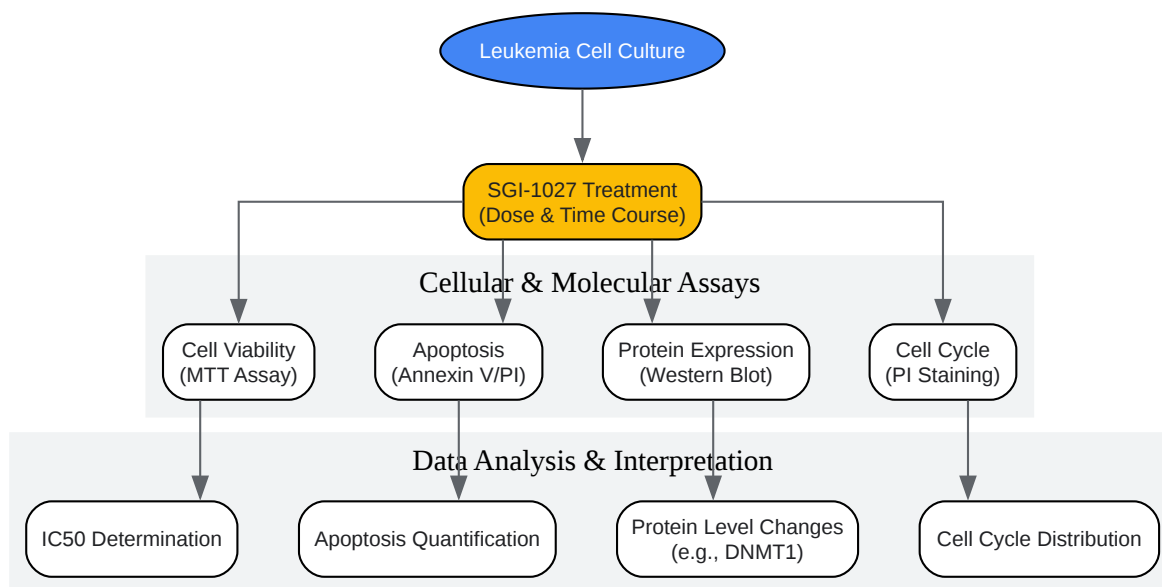 Leukemia Cell Culture
SGI-1027 Treatment
(Dose & Time Course)
Cellular & Molecular Assays
Cell Viability
(MTT Assay)
Apoptosis
(Annexin V/PI)
Protein Expression
(Western Blot)
Cell Cycle
(PI Staining)
Data Analysis & Interpretation
IC50 Determination
Apoptosis Quantification
Protein Level Changes
(e.g., DNMT1)
Cell Cycle Distribution